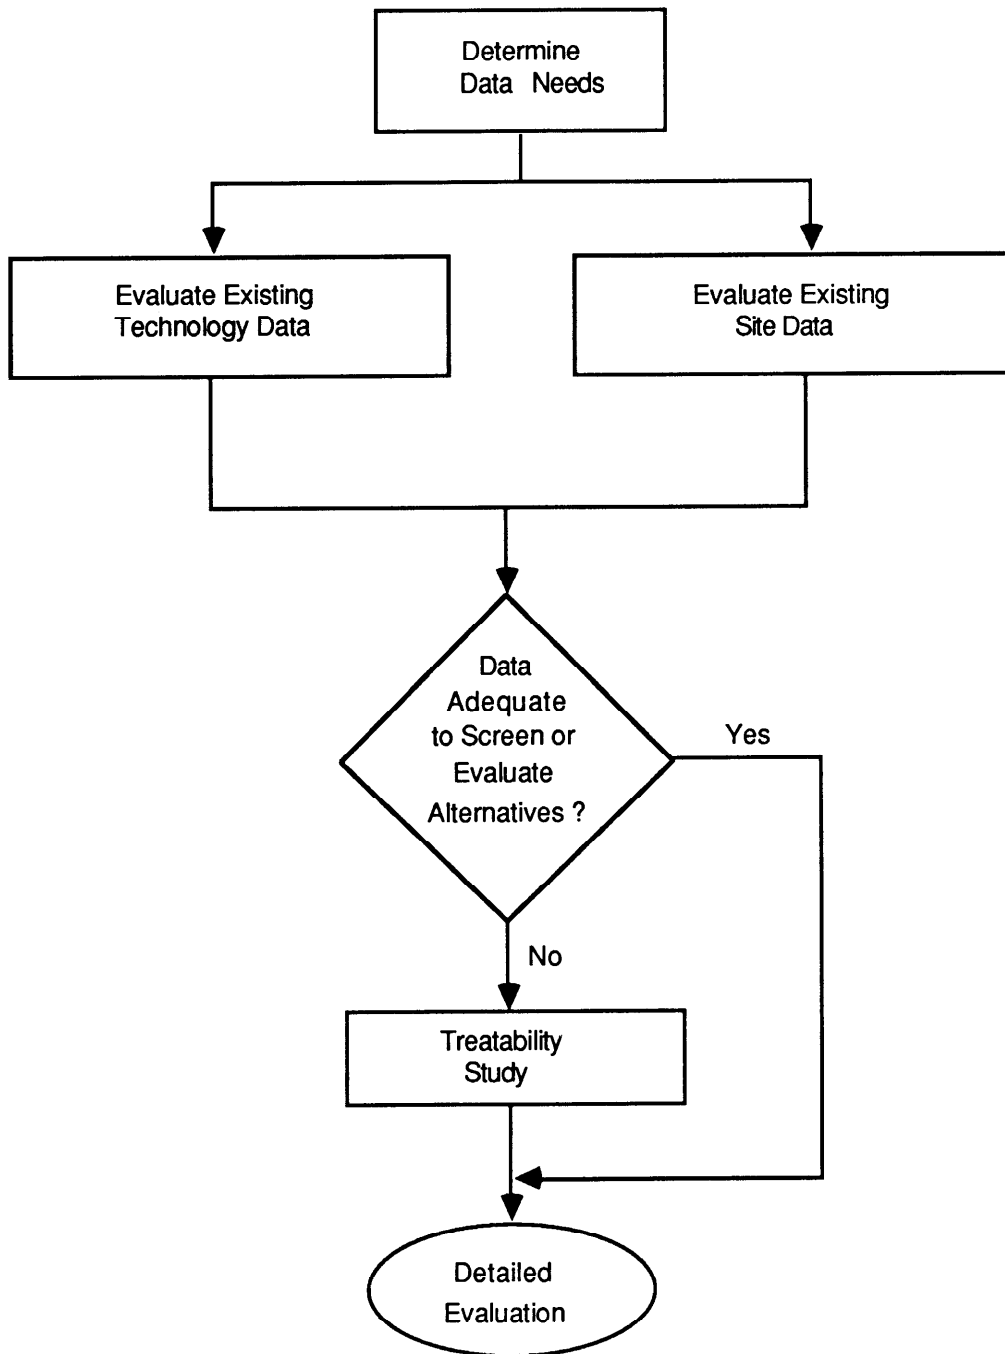 Determine
Data Needs
Evaluate Existing
Technology Data
Evaluate Existing
Site Data
Data
Adequate
to Screen or
Evaluate
Alternatives ?
Yes
No
Treatability
Study
Detailed
Evaluation